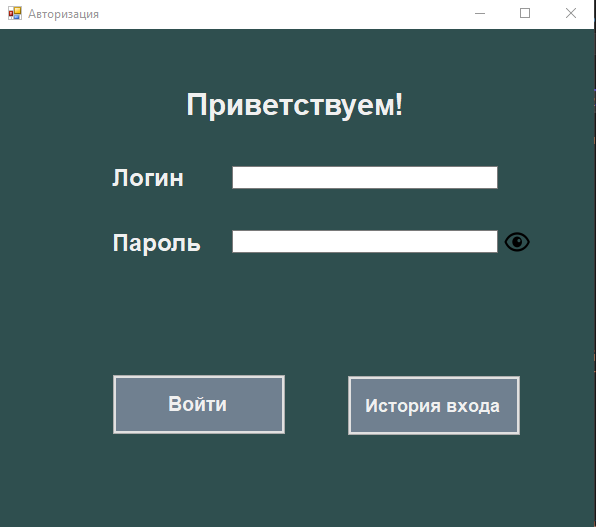 Авторизация
Приветствуем!
Логин
Пароль
Войти
История входа